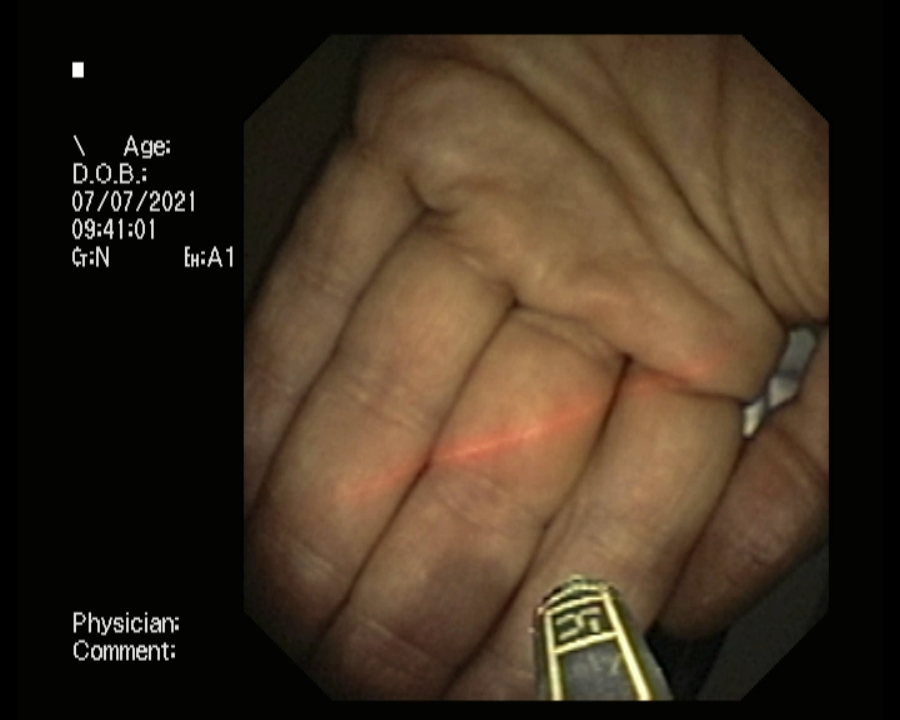 \ Age:
D.O.B.:
07/07/2021
09:41:01
Cr:N Eh:A1
Physician:
Comment: